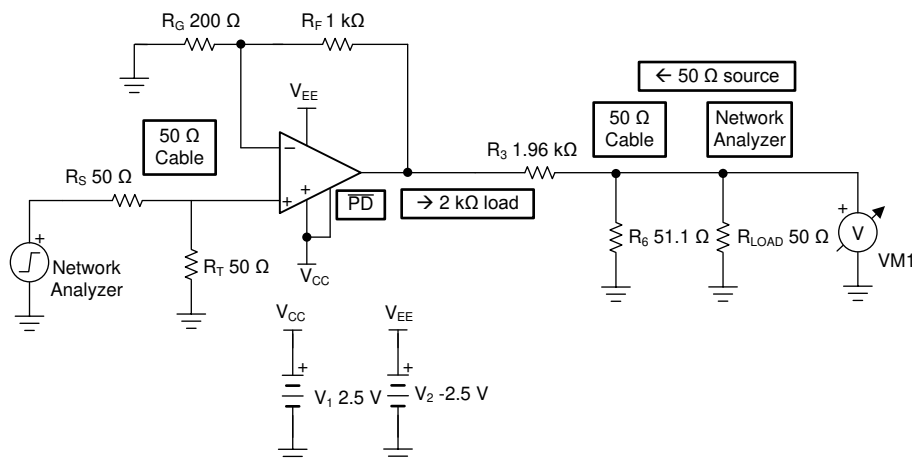 R_G 200 Ω
R_F 1 kΩ
← 50 Ω source
V_EE
50 Ω
Cable
50 Ω
Cable
Network
Analyzer
R_3 1.96 kΩ
R_S 50 Ω
−
+
+
PD
→ 2 kΩ load
+
+
V
R_T 50 Ω
R_6 51.1 Ω
R_LOAD 50 Ω
VM1
Network
Analyzer
V_CC
V_CC
V_EE
+
+
V_1 2.5 V
V_2 -2.5 V